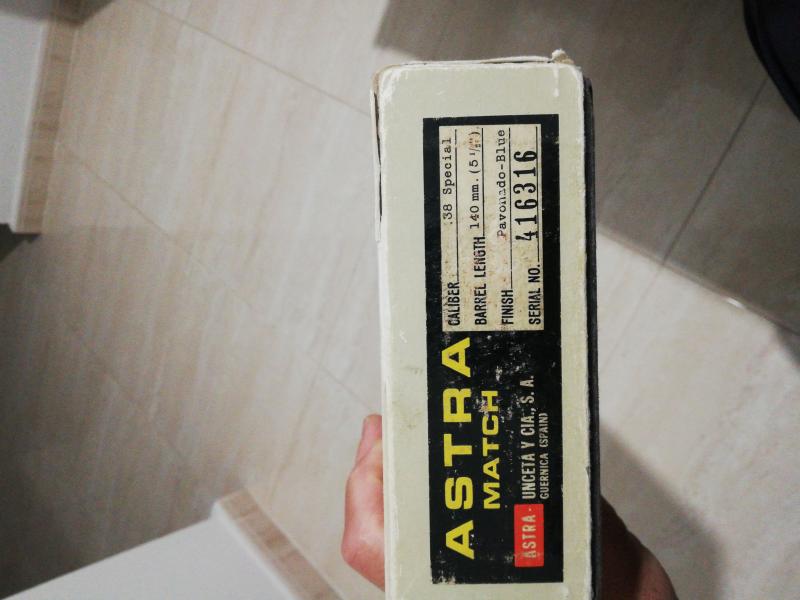 ASTRA
MATCH
ASTRA
UNCETA Y CIA., S. A.
GUERNICA (SPAIN)
CALIBER .38 Special
BARREL LENGTH 140 mm. (5 1/2")
FINISH Pavonado-Blue
SERIAL NO. 416316